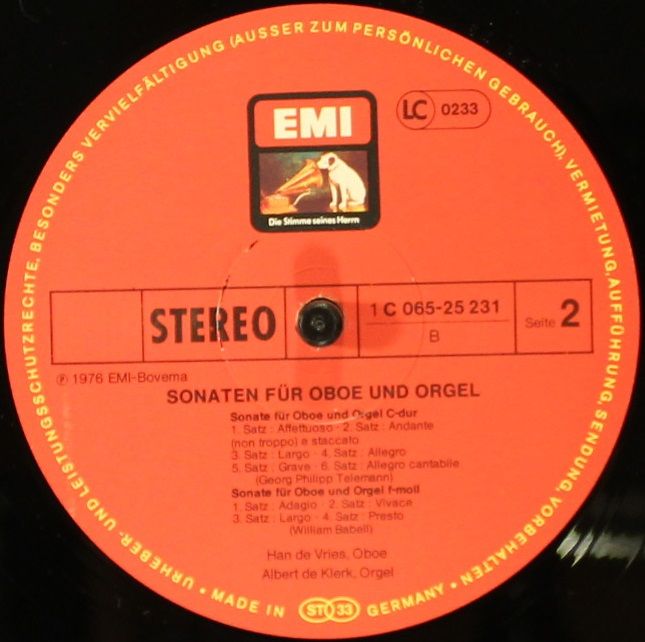 URHEBER- UND LEISTUNGSSCHUTZRECHTE, BESONDERS VERVIELFÄLTIGUNG (AUSSER ZUM PERSÖNLICHEN GEBRAUCH), VERMIETUNG, AUFFÜHRUNG, SENDUNG, VORBEHALTEN • MADE IN ST 33 GERMANY •
EMI
Die Stimme seines Herrn
LC 0233
STEREO
1 C 065-25 231
B
Seite 2
℗ 1976 EMI-Bovema
SONATEN FÜR OBOE UND ORGEL
Sonate für Oboe und Orgel C-dur
1. Satz: Affettuoso · 2. Satz: Andante
(non troppo) e staccato
3. Satz: Largo · 4. Satz: Allegro
5. Satz: Grave · 6. Satz: Allegro cantabile
(Georg Philipp Telemann)
Sonate für Oboe und Orgel f-moll
1. Satz: Adagio · 2. Satz: Vivace
3. Satz: Largo · 4. Satz: Presto
(William Babell)
Han de Vries, Oboe
Albert de Klerk, Orgel